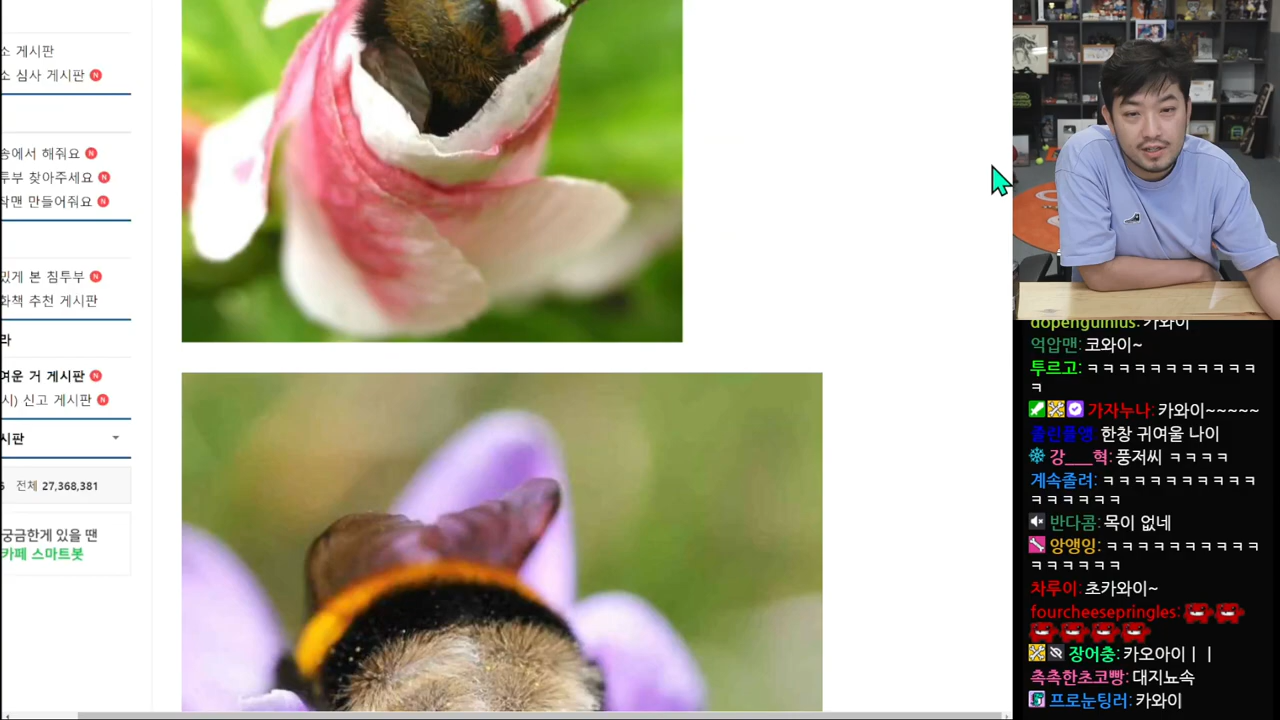 소 게시판
소 심사 게시판 N
송에서 해줘요 N
투부 찾아주세요 N
작맨 만들어줘요 N
밌게 본 침투부 N
화책 추천 게시판
라
여운 거 게시판 N
시) 신고 게시판 N
시판
6 전체 27,368,381
궁금한게 있을 땐
카페 스마트봇
dopenguinius: 카와이
억압맨: 코와이~
투르고: ㅋㅋㅋㅋㅋㅋㅋㅋㅋㅋㅋ
ㅋ
가자누나: 카와이~~~~~
졸린졸앵: 한창 귀여울 나이
강___혁: 풍저씨 ㅋㅋㅋㅋ
계속졸려: ㅋㅋㅋㅋㅋㅋㅋㅋㅋㅋ
ㅋㅋㅋㅋㅋㅋ
반다콤: 목이 없네
앙앵잉: ㅋㅋㅋㅋㅋㅋㅋㅋㅋㅋ
ㅋㅋㅋㅋㅋㅋ
차루이: 초카와이~
fourcheesepringles:
장어충: 카오아이ㅣㅣ
촉촉한초코빵: 대지뇨속
프로눈팅러: 카와이